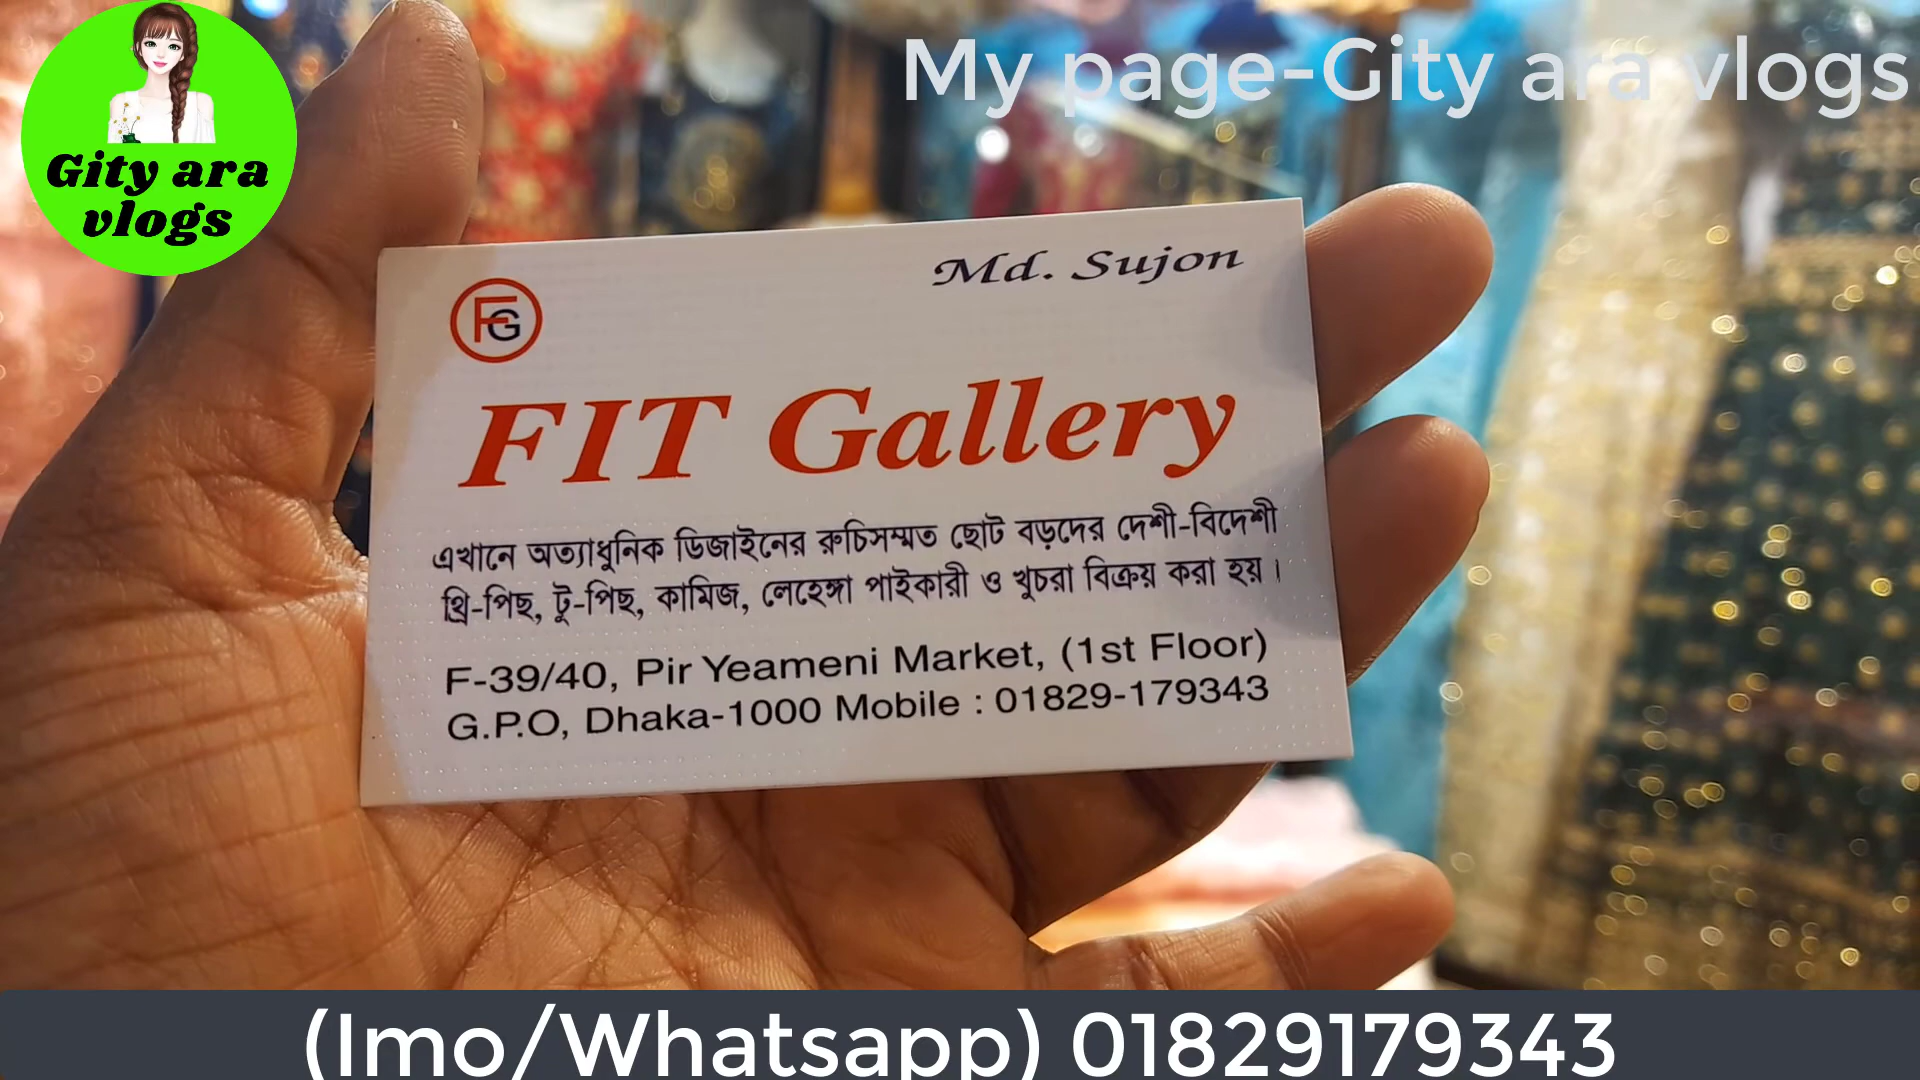 Gity ara
vlogs
My page-Gity ara vlogs
Md. Sujon
FG
FIT Gallery
এখানে অত্যাধুনিক ডিজাইনের রুচিসম্মত ছোট বড়দের দেশী-বিদেশী
থ্রি-পিছ, টু-পিছ, কামিজ, লেহেঙ্গা পাইকারী ও খুচরা বিক্রয় করা হয়।
F-39/40, Pir Yeameni Market, (1st Floor)
G.P.O, Dhaka-1000 Mobile : 01829-179343
(Imo/Whatsapp) 01829179343